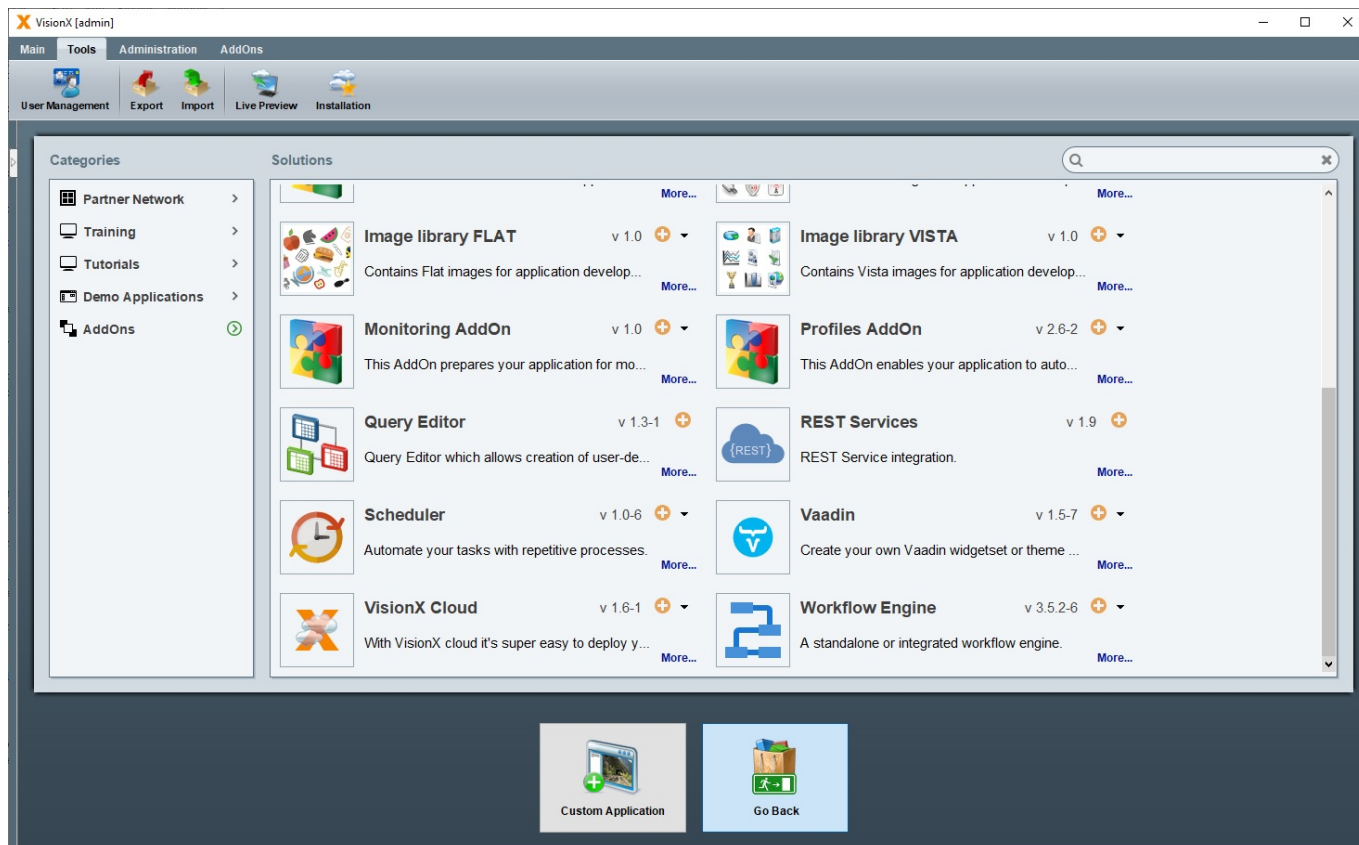 VisionX [admin]
Main Tools Administration AddOns
User Management Export Import Live Preview Installation
Categories
Solutions
Partner Network
Training
Tutorials
Demo Applications
AddOns
More... More...
Image library FLAT v 1.0
Contains Flat images for application develop...
More...
Image library VISTA v 1.0
Contains Vista images for application develop...
More...
Monitoring AddOn v 1.0
This AddOn prepares your application for mo...
More...
Profiles AddOn v 2.6-2
This AddOn enables your application to auto...
More...
Query Editor v 1.3-1
Query Editor which allows creation of user-de...
More...
{REST}
REST Services v 1.9
REST Service integration.
More...
Scheduler v 1.0-6
Automate your tasks with repetitive processes.
More...
Vaadin v 1.5-7
Create your own Vaadin widgetset or theme ...
More...
VisionX Cloud v 1.6-1
With VisionX cloud it's super easy to deploy y...
More...
Workflow Engine v 3.5.2-6
A standalone or integrated workflow engine.
More...
Custom Application
Go Back